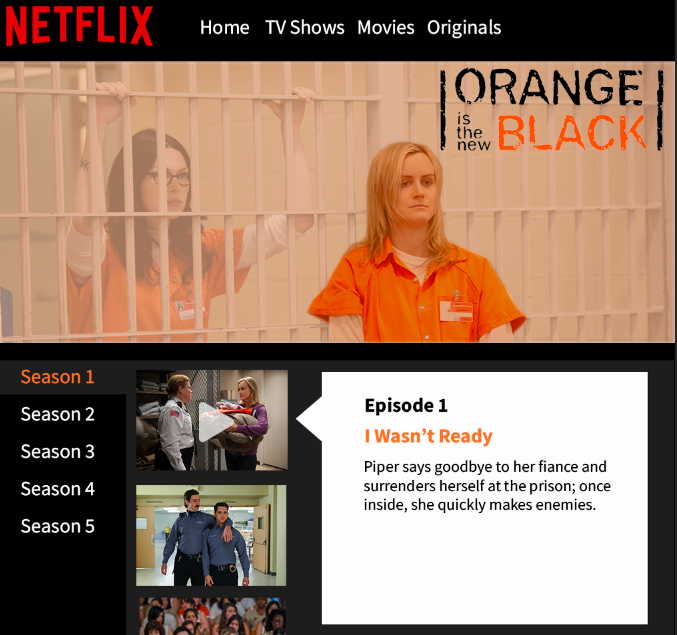 NETFLIX
Home TV Shows Movies Originals
ORANGE
is
the
new
BLACK
Season 1
Season 2
Season 3
Season 4
Season 5
Episode 1
I Wasn’t Ready
Piper says goodbye to her fiance and
surrenders herself at the prison; once
inside, she quickly makes enemies.